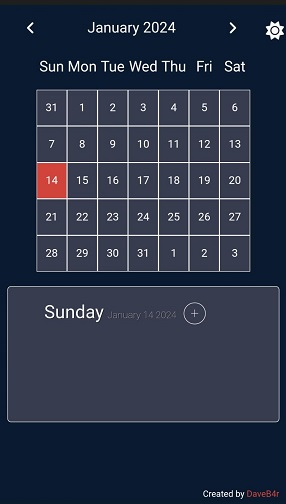 January 2024
Sun Mon Tue Wed Thu Fri Sat
31 1 2 3 4 5 6
7 8 9 10 11 12 13
14 15 16 17 18 19 20
21 22 23 24 25 26 27
28 29 30 31 1 2 3
Sunday January 14 2024
Created by DaveB4r